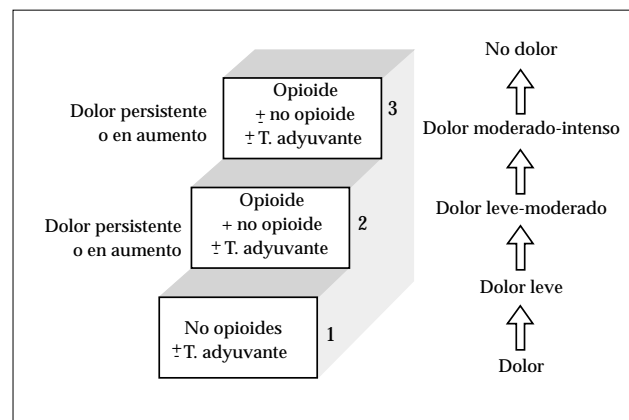 No dolor
Opioide
± no opioide
± T. adyuvante
3
Dolor persistente
o en aumento
Dolor moderado-intenso
Opioide
+ no opioide
± T. adyuvante
2
Dolor persistente
o en aumento
Dolor leve-moderado
Dolor leve
No opioides
± T. adyuvante
1
Dolor